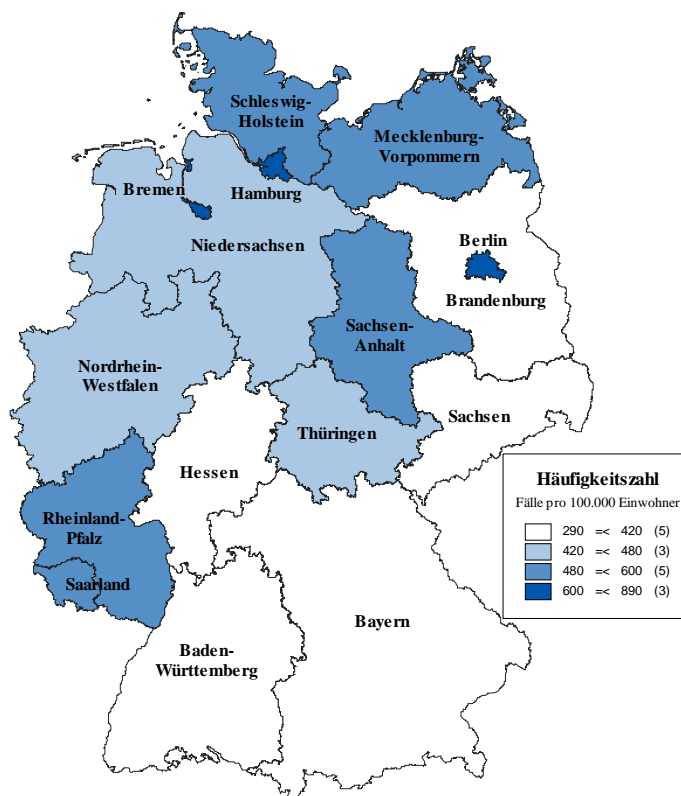 Schleswig-
Holstein
Mecklenburg-
Vorpommern
Bremen
Hamburg
Niedersachsen
Berlin
Brandenburg
Sachsen-
Anhalt
Nordrhein-
Westfalen
Sachsen
Thüringen
Hessen
Rheinland-
Pfalz
Saarland
Bayern
Baden-
Württemberg
Häufigkeitszahl
Fälle pro 100.000 Einwohner
290 =< 420 (5)
420 =< 480 (3)
480 =< 600 (5)
600 =< 890 (3)